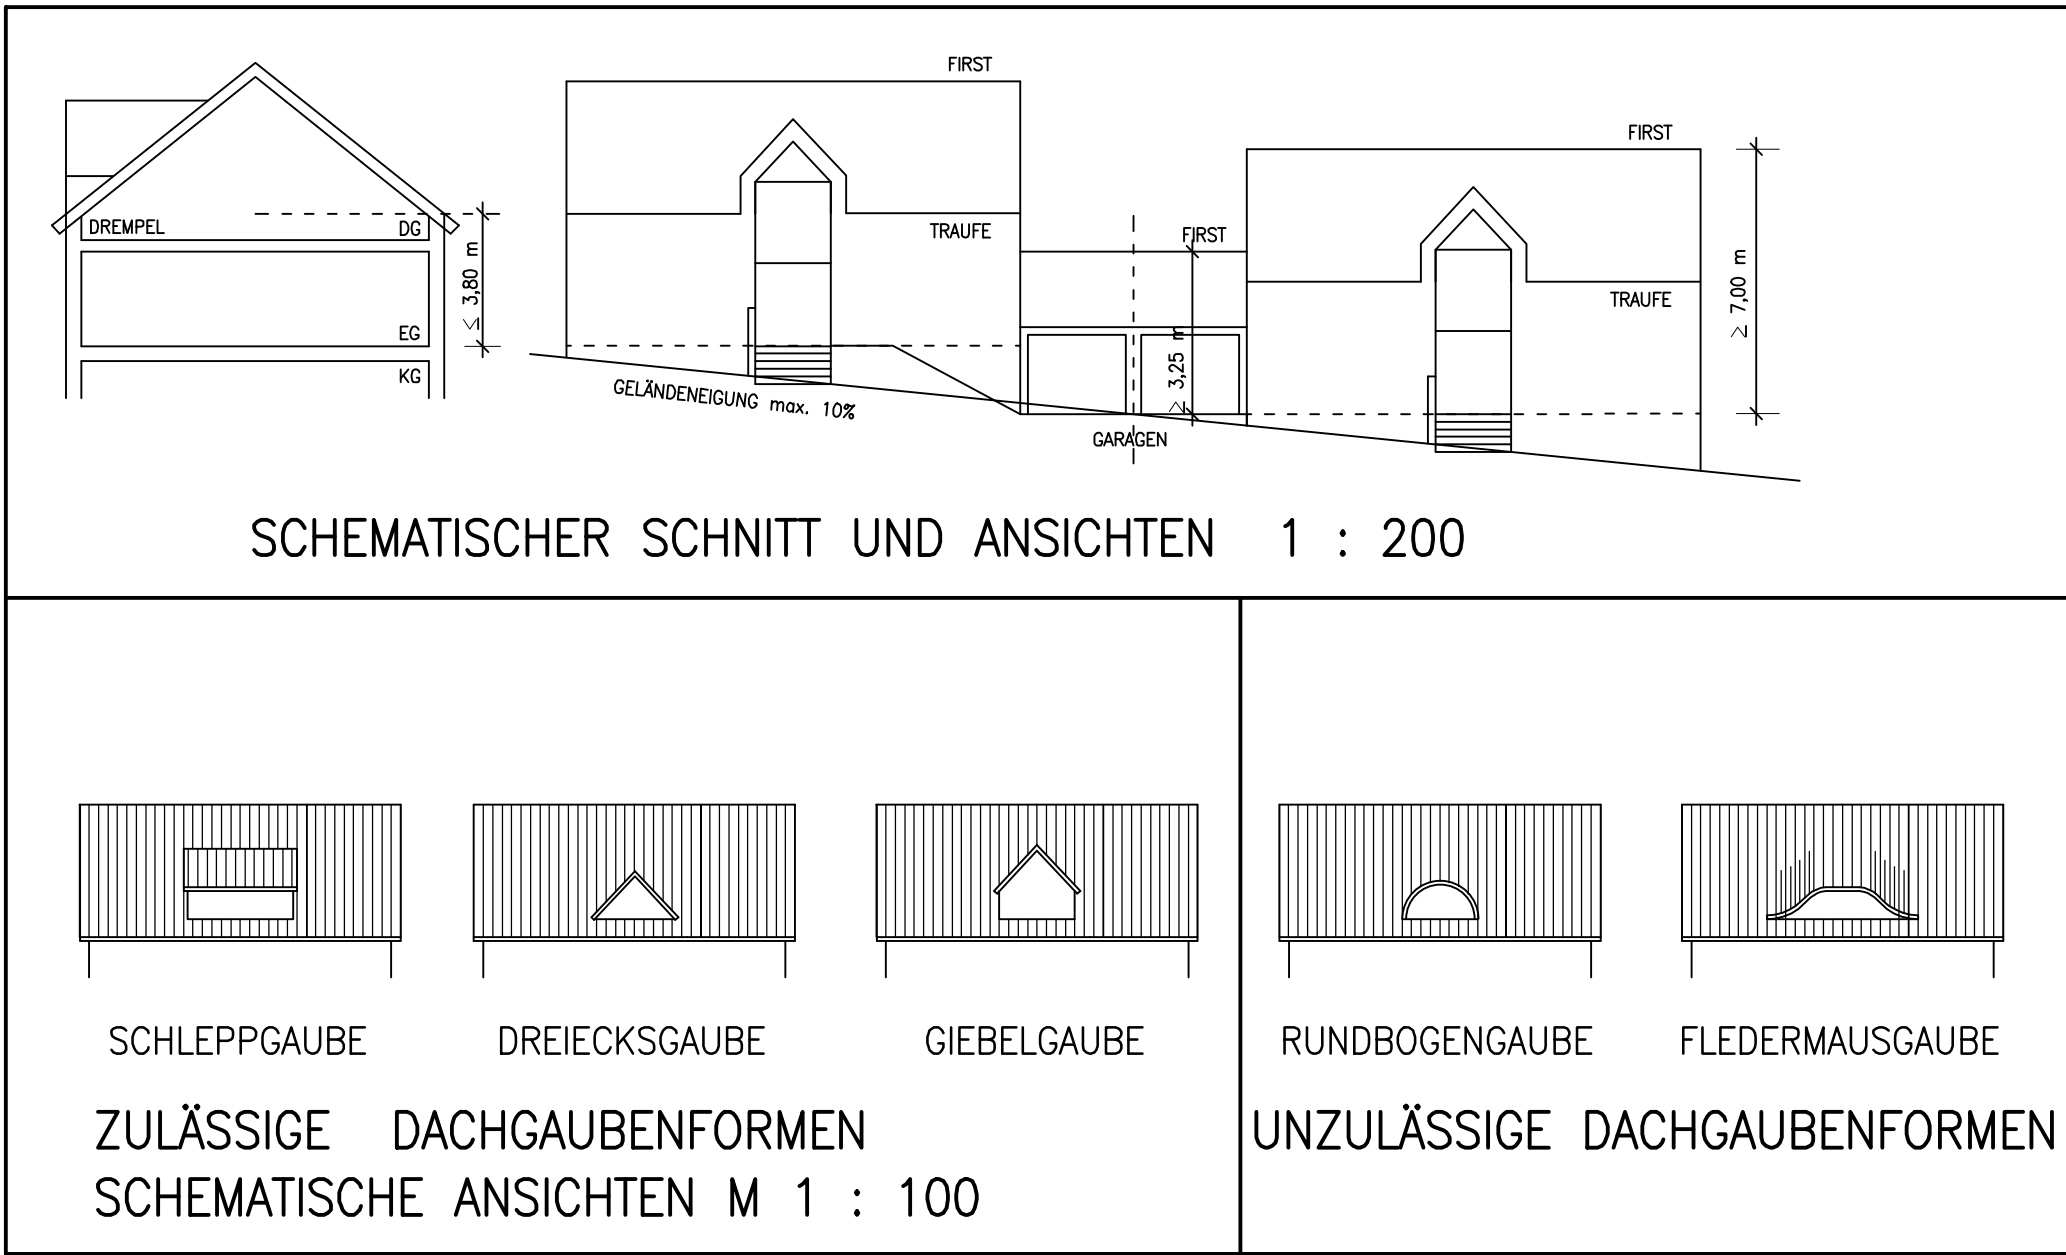 FIRST
FIRST
DREMPEL
DG
TRAUFE
FIRST
≤ 3,80 m
EG
KG
TRAUFE
≥ 7,00 m
≥ 3,25 m
GELÄNDENEIGUNG max. 10%
GARAGEN
SCHEMATISCHER SCHNITT UND ANSICHTEN 1 : 200
SCHLEPPGAUBE
DREIECKSGAUBE
GIEBELGAUBE
ZULÄSSIGE DACHGAUBENFORMEN
SCHEMATISCHE ANSICHTEN M 1 : 100
RUNDBOGENGAUBE
FLEDERMAUSGAUBE
UNZULÄSSIGE DACHGAUBENFORMEN